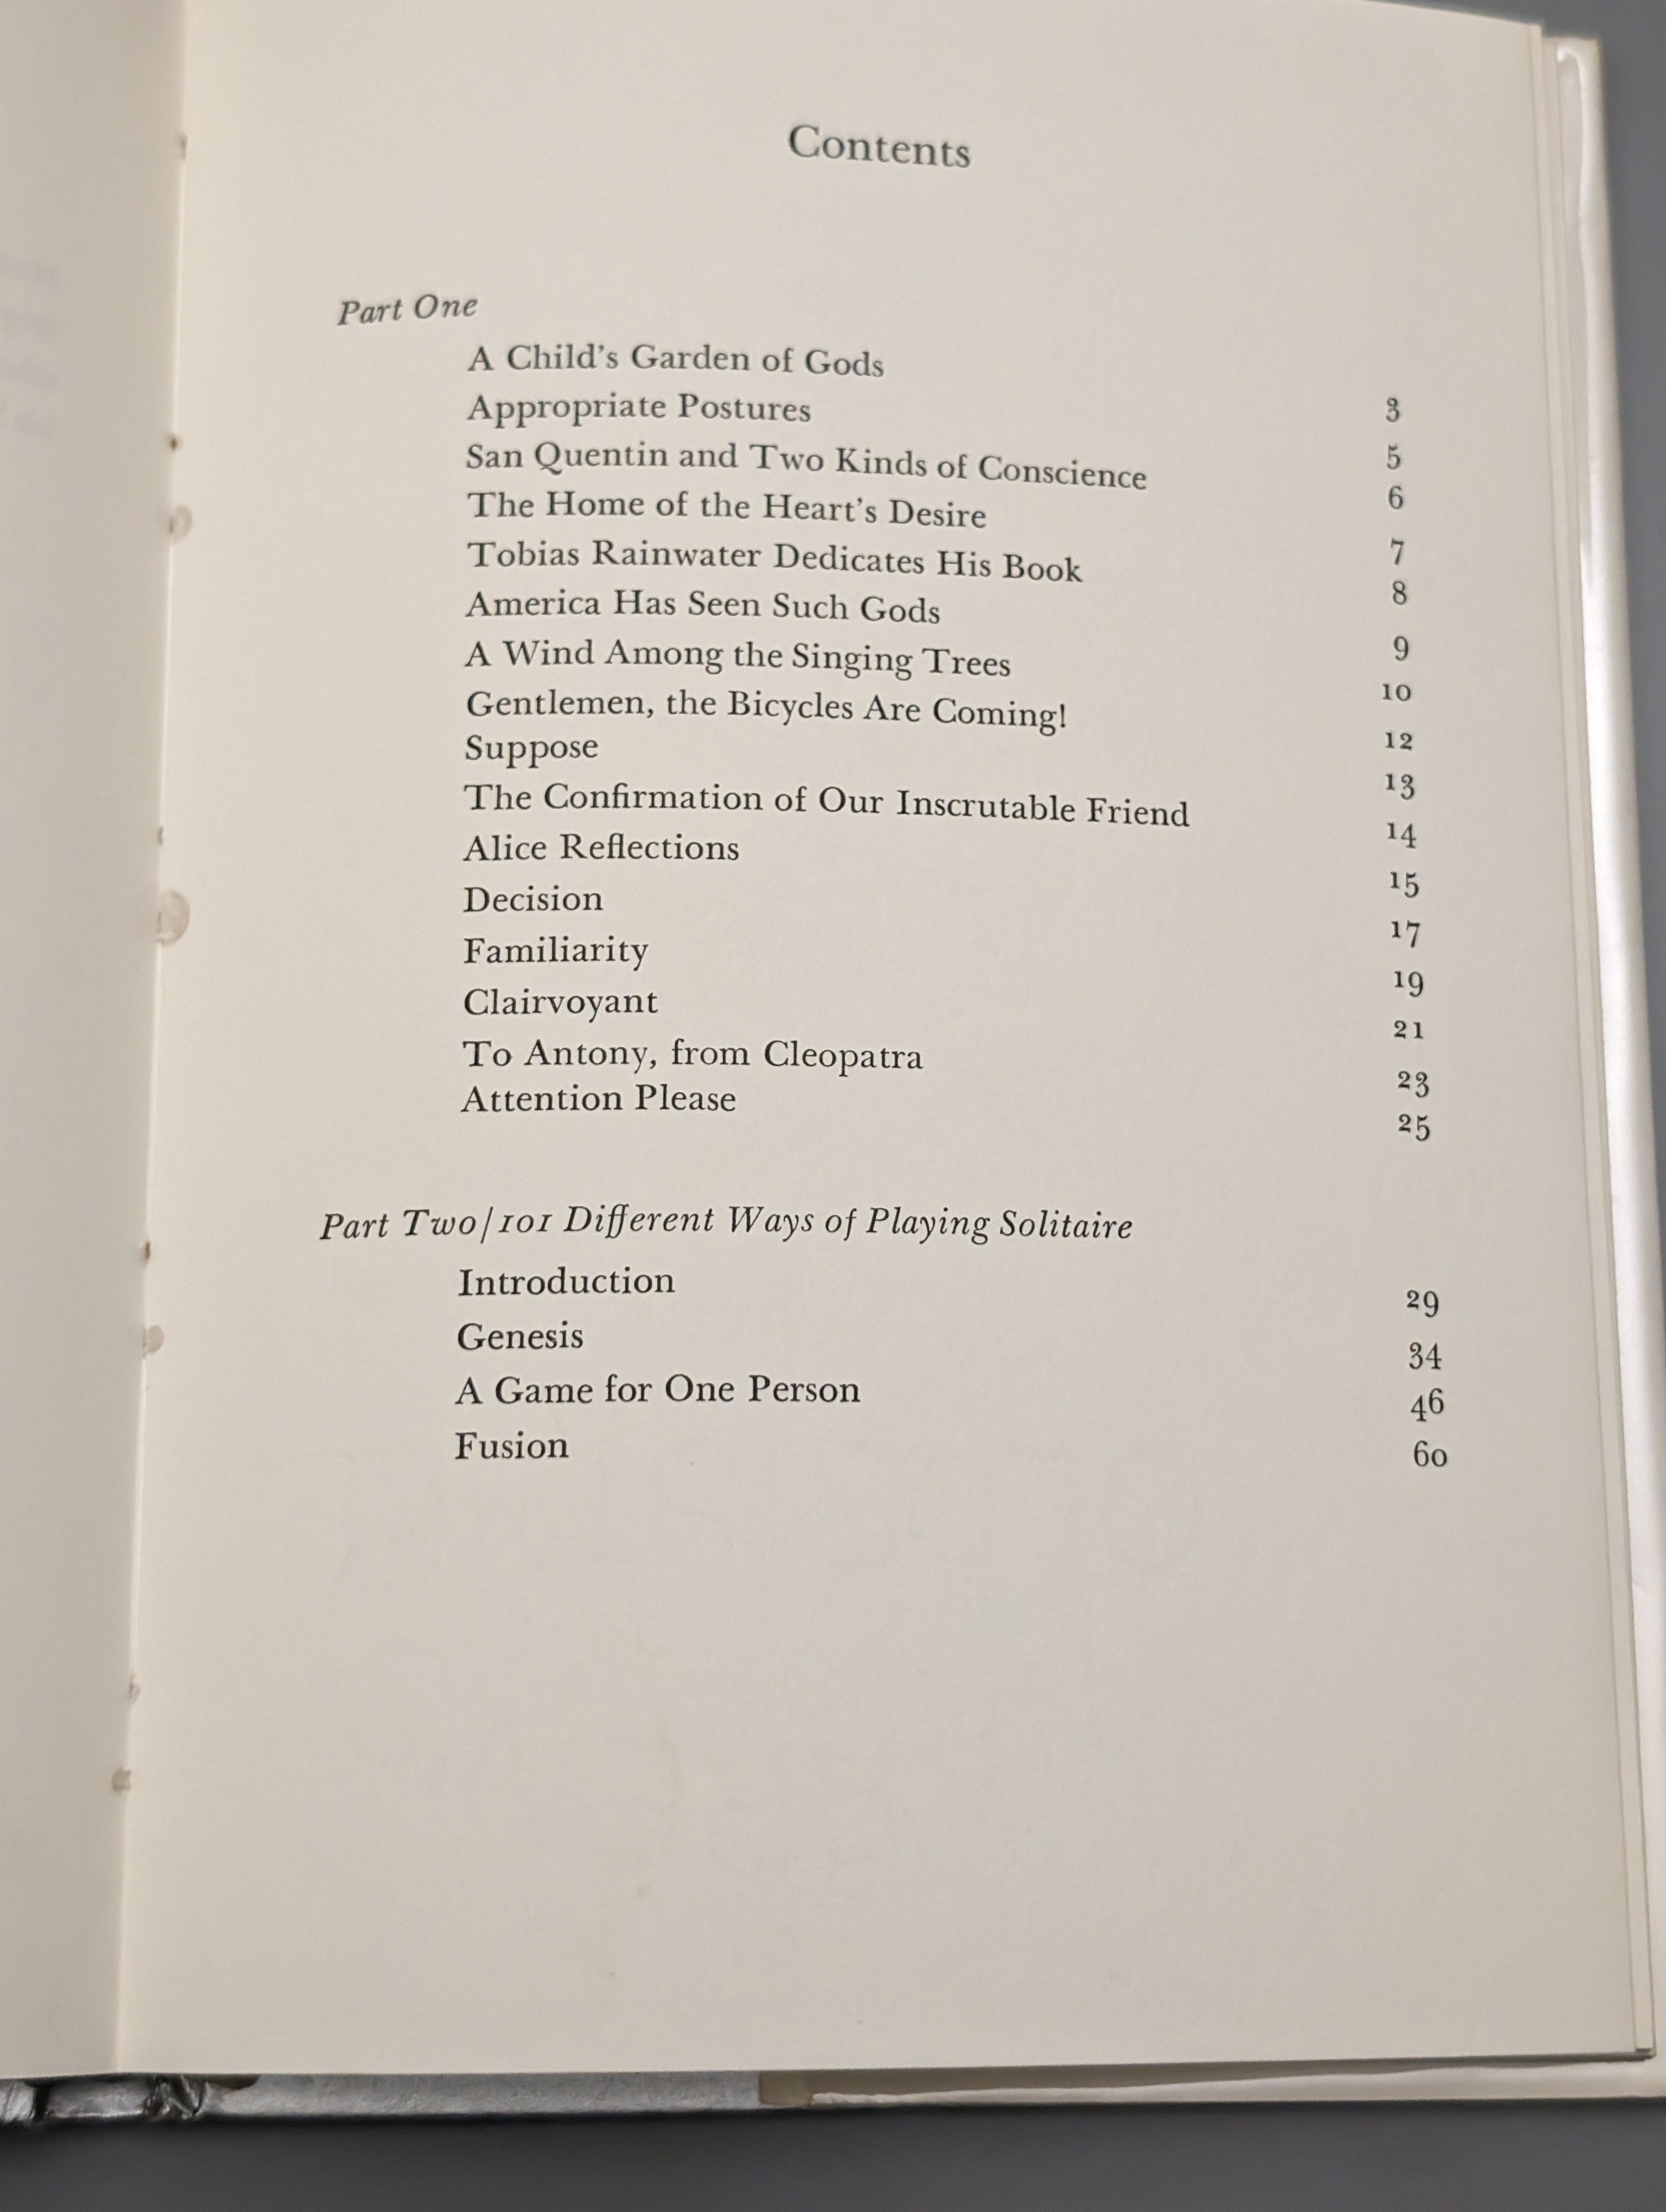 Contents
Part One
A Child's Garden of Gods 3
Appropriate Postures 5
San Quentin and Two Kinds of Conscience 6
The Home of the Heart's Desire 7
Tobias Rainwater Dedicates His Book 8
America Has Seen Such Gods 9
A Wind Among the Singing Trees 10
Gentlemen, the Bicycles Are Coming! 12
Suppose 13
The Confirmation of Our Inscrutable Friend 14
Alice Reflections 15
Decision 17
Familiarity 19
Clairvoyant 21
To Antony, from Cleopatra 23
Attention Please 25
Part Two/101 Different Ways of Playing Solitaire
Introduction 29
Genesis 34
A Game for One Person 46
Fusion 60